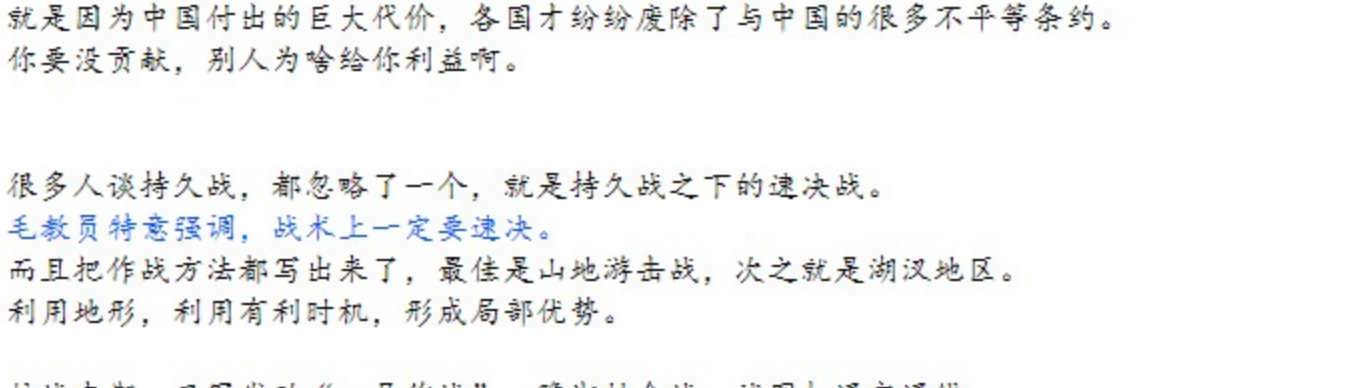 就是因为中国付出的巨大代价，各国才纷纷废除了与中国的很多不平等条约。
你要没贡献，别人为啥给你利益啊。
很多人谈持久战，都忽略了一个，就是持久战之下的速决战。
毛教员特意强调，战术上一定要速决。
而且把作战方法都写出来了，最佳是山地游击战，次之就是湖汊地区。
利用地形，利用有利时机，形成局部优势。